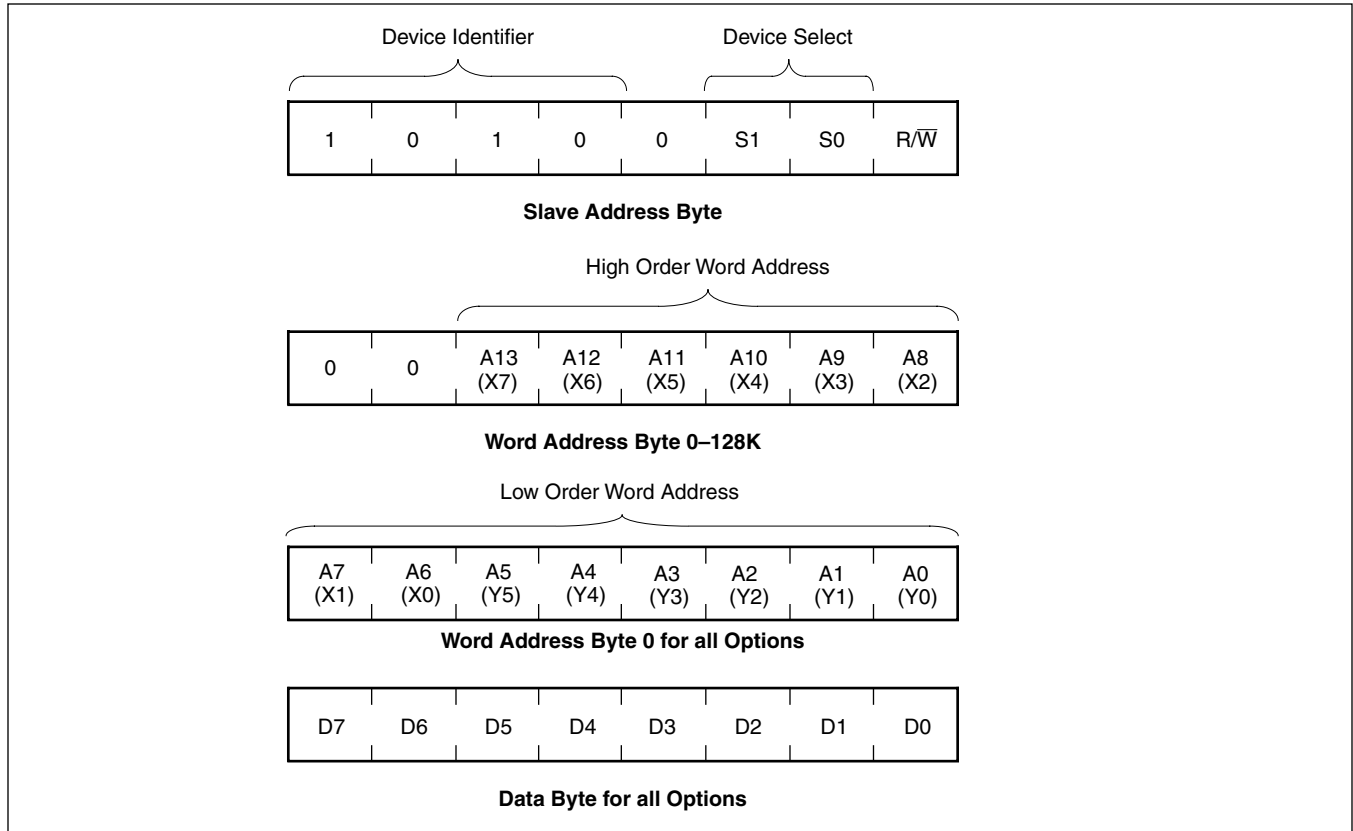 Device Identifier Device Select
1 0 1 0 0 S1 S0 R/W̅
Slave Address Byte
High Order Word Address
0 0 A13 A12 A11 A10 A9 A8
(X7) (X6) (X5) (X4) (X3) (X2)
Word Address Byte 0–128K
Low Order Word Address
A7 A6 A5 A4 A3 A2 A1 A0
(X1) (X0) (Y5) (Y4) (Y3) (Y2) (Y1) (Y0)
Word Address Byte 0 for all Options
D7 D6 D5 D4 D3 D2 D1 D0
Data Byte for all Options